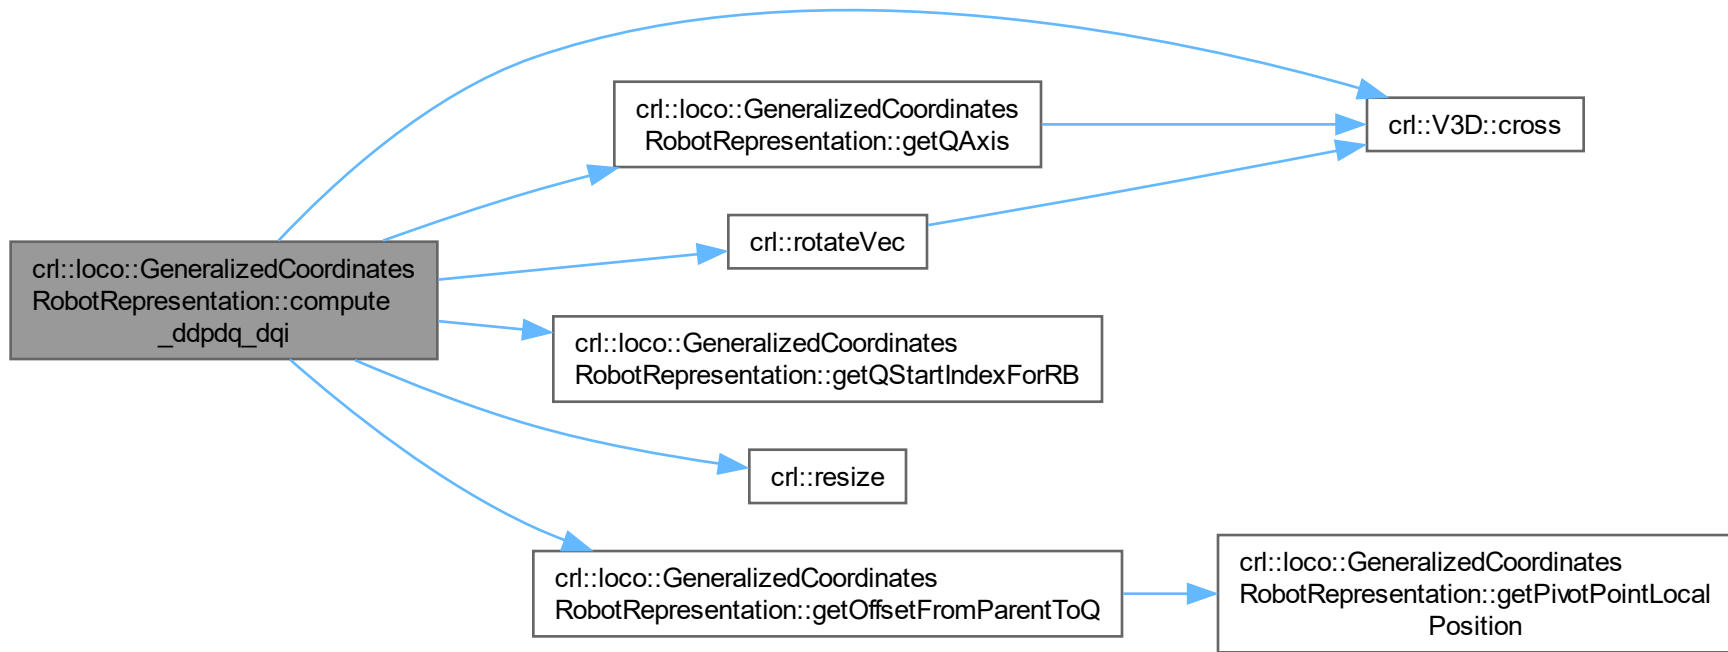 crl::loco::GeneralizedCoordinates
RobotRepresentation::compute
_ddpdq_dqi
crl::loco::GeneralizedCoordinates
RobotRepresentation::getQAxis
crl::V3D::cross
crl::rotateVec
crl::loco::GeneralizedCoordinates
RobotRepresentation::getQStartIndexForRB
crl::resize
crl::loco::GeneralizedCoordinates
RobotRepresentation::getOffsetFromParentToQ
crl::loco::GeneralizedCoordinates
RobotRepresentation::getPivotPointLocal
Position